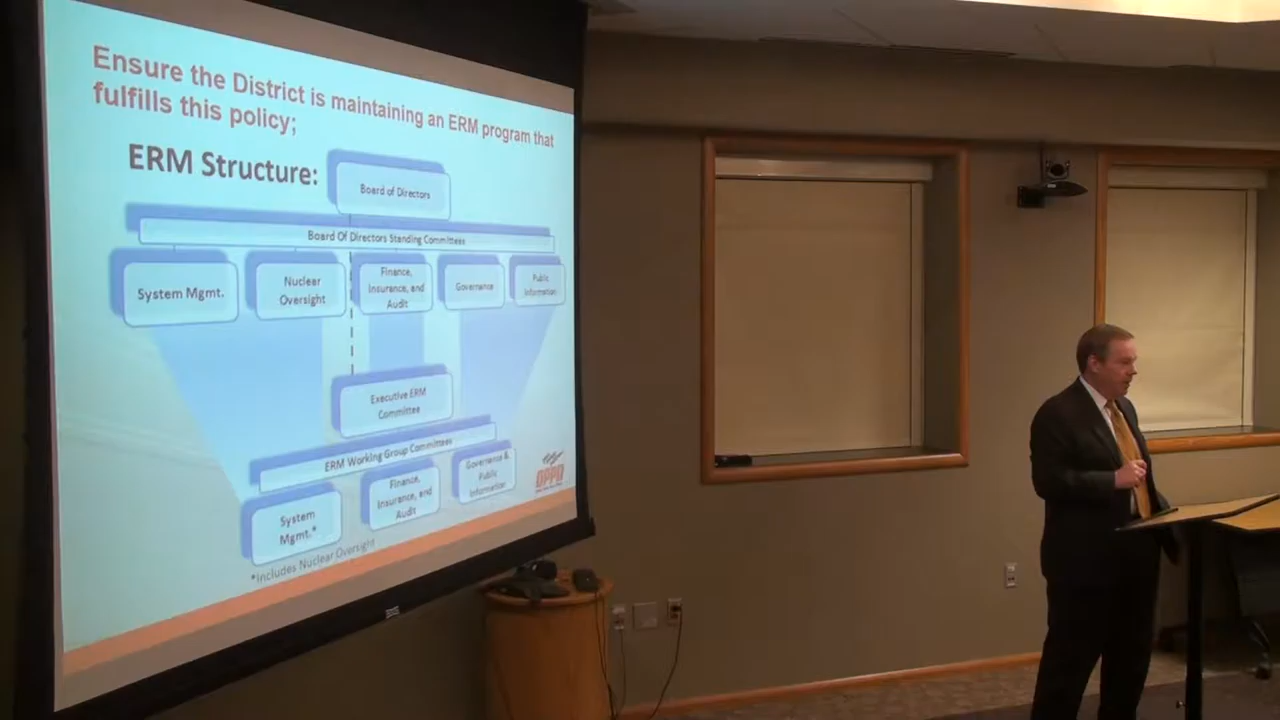 Ensure the District is maintaining an ERM program that
fulfills this policy;
ERM Structure:
Board of Directors
Board Of Directors Standing Committees
System Mgmt.
Nuclear
Oversight
Finance,
Insurance, and
Audit
Governance
Public
Information
Executive ERM
Committee
ERM Working Group Committees
System
Mgmt.*
Finance,
Insurance, and
Audit
Governance &
Public
Information
*Includes Nuclear Oversight
OPPD